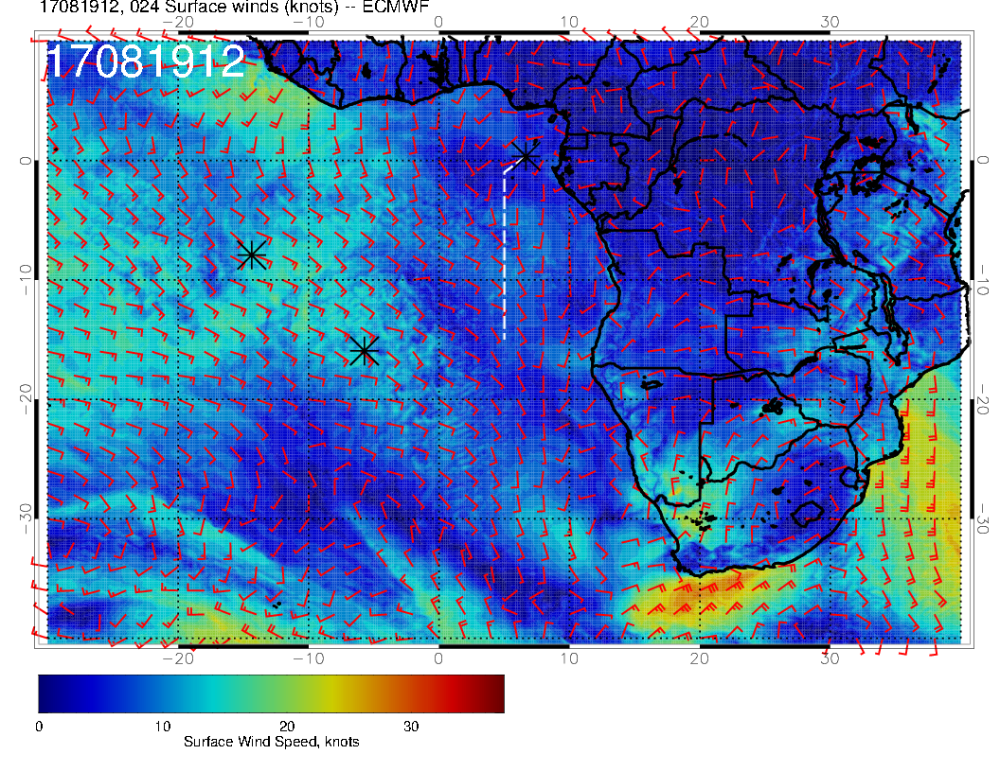 17081912, 024 Surface winds (knots) -- ECMWF
−20 −10 0 10 20 30
17081912
0 0
−10 −10
−20 −20
−30 −30
−20 −10 0 10 20 30
0 10 20 30
Surface Wind Speed, knots